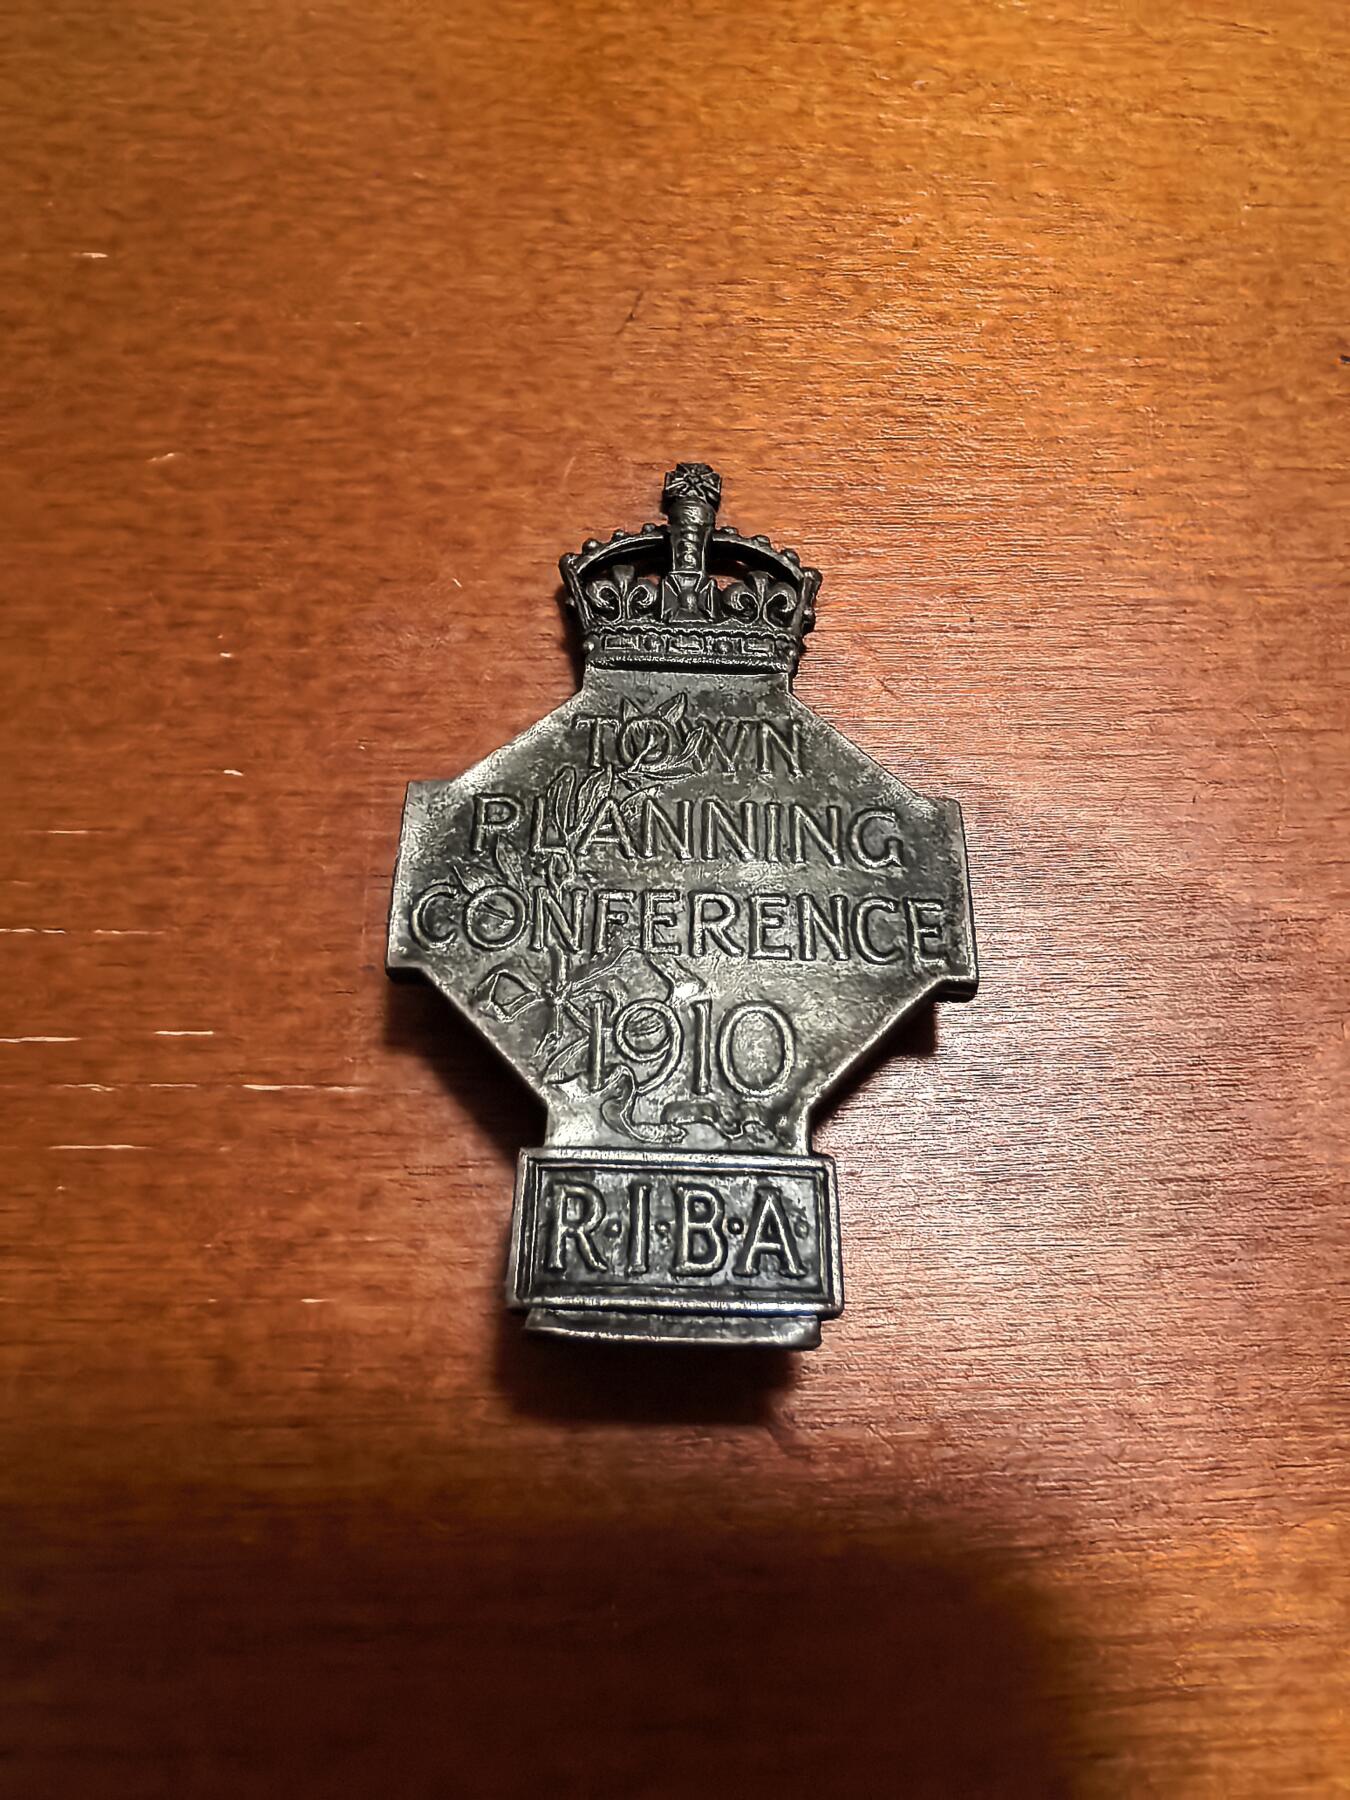 TOWN
PLANNING
CONFERENCE
1910
R·I·B·A